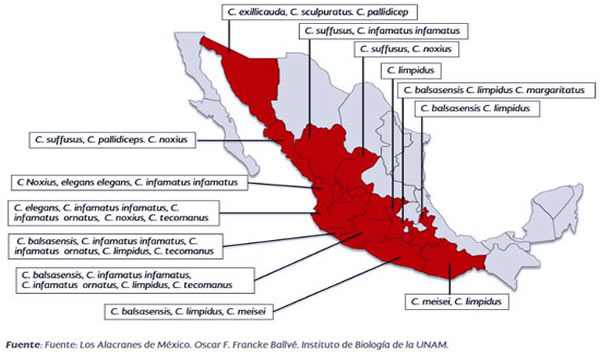 C. exillicauda, C. sculpuratus. C. pallidicep
C. suffusus, C. infamatus infamatus
C. suffusus, C. noxius
C. limpidus
C. balsasensis C. limpidus C. margaritatus
C. balsasensis C. limpidus
C. suffusus, C. pallidiceps. C. noxius
C Noxius, elegans elegans, C. infamatus infamatus
C. elegans, C. infamatus infamatus, C.
infamatus ornatus, C. noxius, C. tecomanus
C. balsasensis, C. infamatus infamatus, C.
infamatus ornatus, C. limpidus, C. tecomanus
C. balsasensis, C. infamatus infamatus,
C. infamatus ornatus, C. limpidus, C. tecomanus
C. balsasensis, C. limpidus, C. meisei
C. meisei, C. limpidus
Fuente: Fuente: Los Alacranes de México. Oscar F. Francke Ballvé. Instituto de Biología de la UNAM.